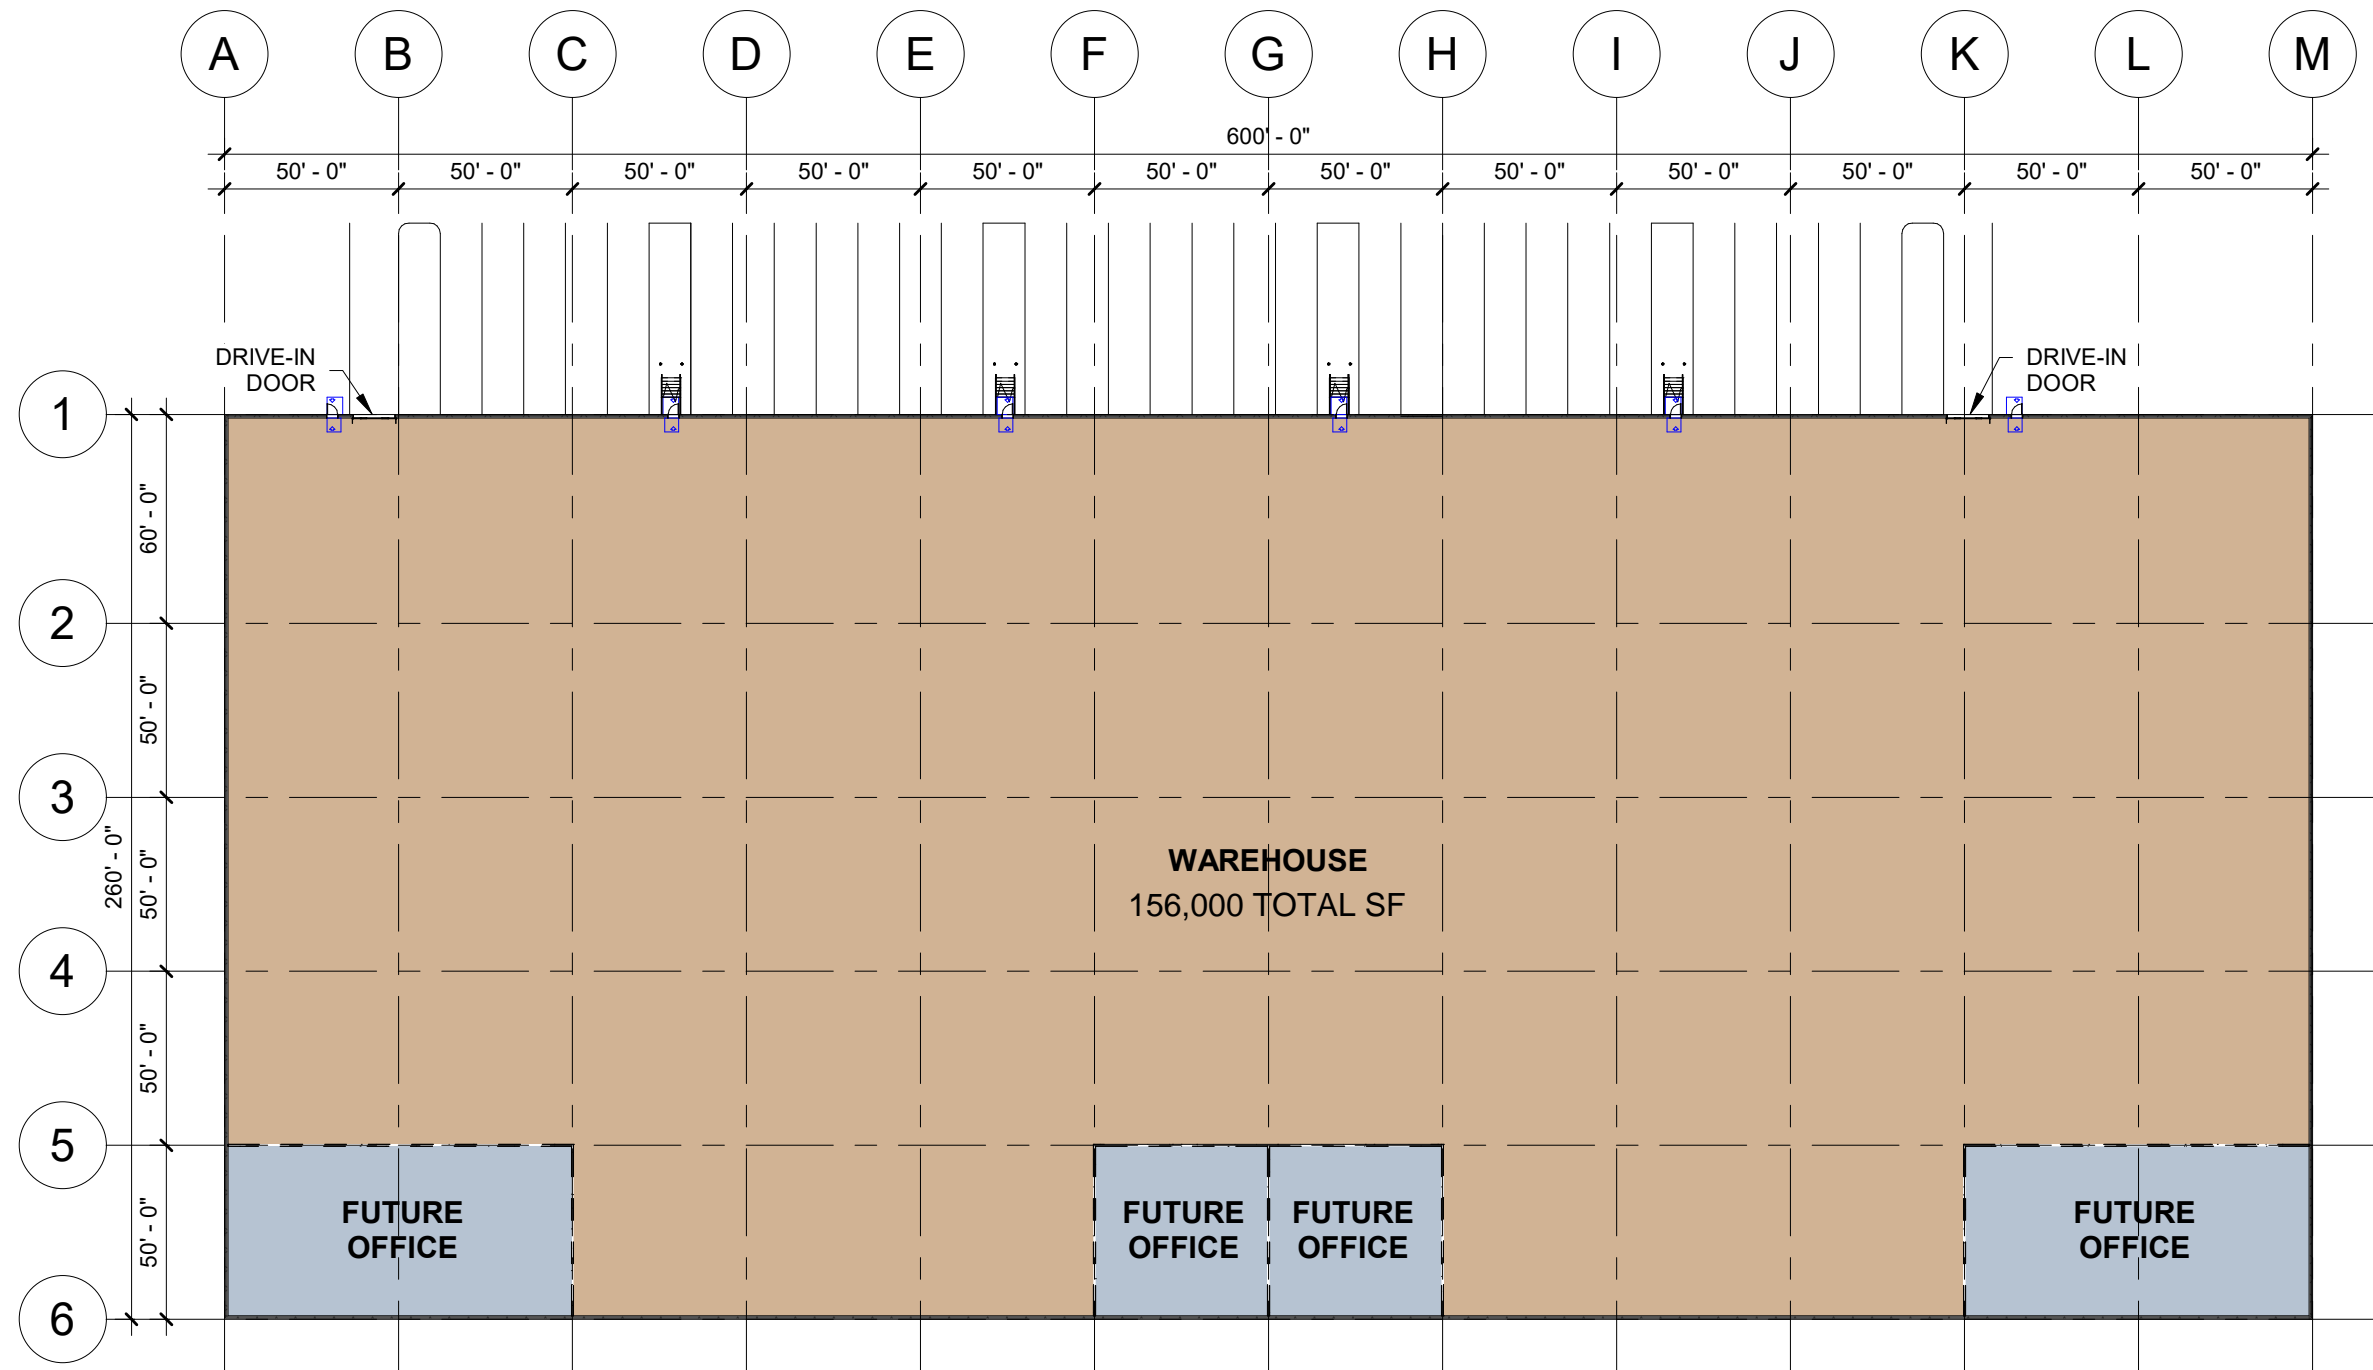 A B C D E F G H I J K L M
600' - 0"
50' - 0" 50' - 0" 50' - 0" 50' - 0" 50' - 0" 50' - 0" 50' - 0" 50' - 0" 50' - 0" 50' - 0" 50' - 0" 50' - 0"
DRIVE-IN
DOOR
DRIVE-IN
DOOR
1
60' - 0"
2
50' - 0"
3
260' - 0"
50' - 0"
WAREHOUSE
156,000 TOTAL SF
4
50' - 0"
5
50' - 0"
FUTURE
OFFICE
FUTURE
OFFICE
FUTURE
OFFICE
FUTURE
OFFICE
6